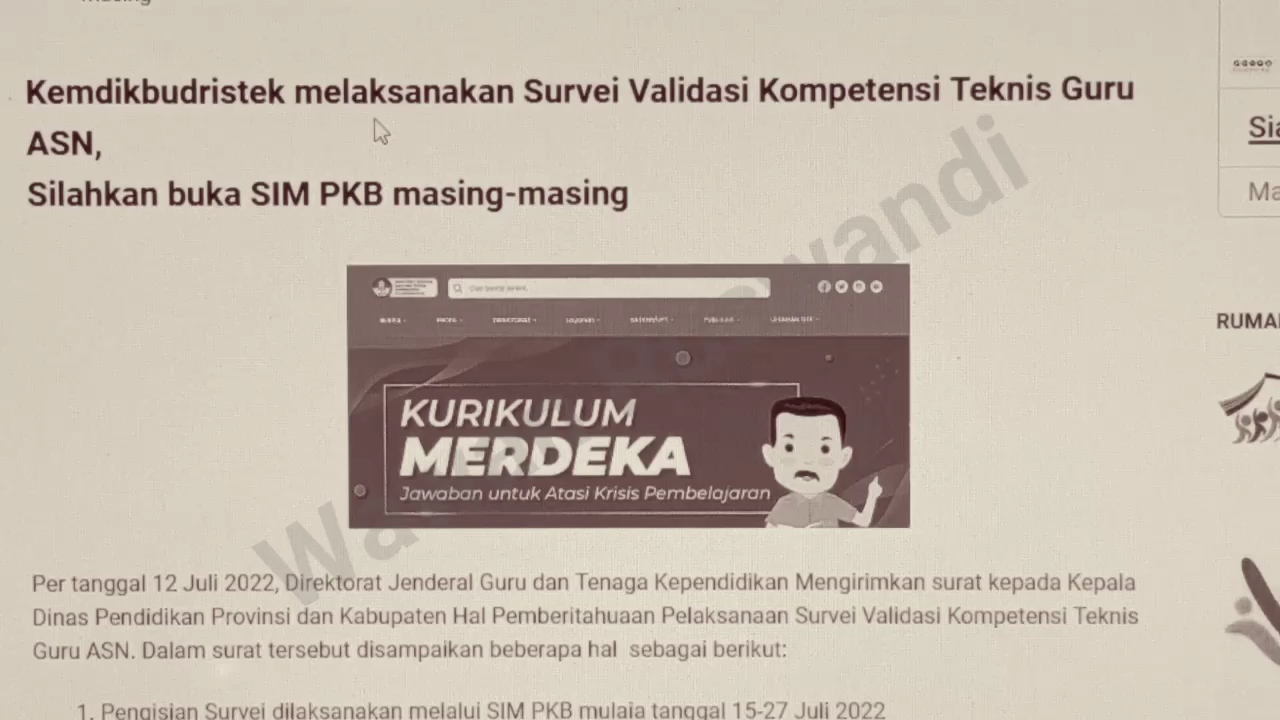 Kemdikbudristek melaksanakan Survei Validasi Kompetensi Teknis Guru
ASN,
Silahkan buka SIM PKB masing-masing
KURIKULUM
MERDEKA
Jawaban untuk Atasi Krisis Pembelajaran
Per tanggal 12 Juli 2022, Direktorat Jenderal Guru dan Tenaga Kependidikan Mengirimkan surat kepada Kepala
Dinas Pendidikan Provinsi dan Kabupaten Hal Pemberitahuaan Pelaksanaan Survei Validasi Kompetensi Teknis
Guru ASN. Dalam surat tersebut disampaikan beberapa hal sebagai berikut:
1. Pengisian Survei dilaksanakan melalui SIM PKB mulaia tanggal 15-27 Juli 2022